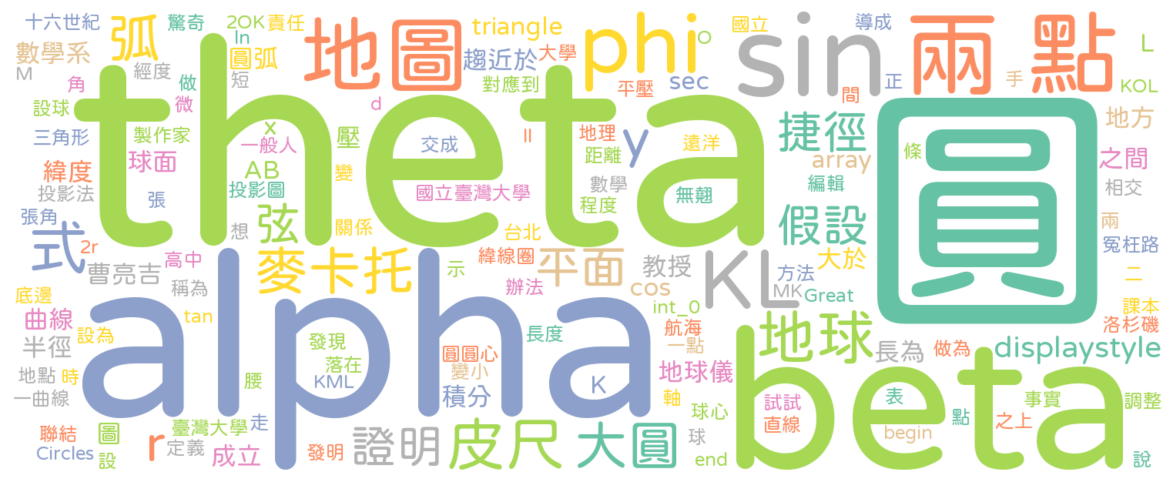 十六世紀 弧 驚奇 2OK 責任 ln 地圖 triangle phi sin 國立 兩點 導成 L
數學系 圓弧 趨近於 大學 o 手 KOL
M 角 經度 做 短 對應到 平壓 sec 間 正
設球 微 theta d 圓 地方
三角形 製作家 x 壓 交成 II 地理 y 遠洋 捷徑 條 之間
緯度 球面 一般人 AB 變 距離 array 相交
投影法 投影圖 國立臺灣大學 數學 無翹 編輯
張角 張 弦 關係 程度 假設 兩
式 2r 想 台北 冤枉路
曹亮吉 高中 麥卡托 示 緯線圈 平面 教授 KL 方法 大於 二
底邊 稱為 辦法 cos MK Great 課本
曲線 設為 tan alpha int_0 地球 洛杉磯
半徑 發現 長度 航海 beta 長為 做為 displaystyle
地點 時 落在 圓圓心 一點
一曲線 腰 KML 變小 K 地球儀
積分 軸 試試 表 事實 調整
聯結 圖 臺灣大學 走 球心 直線 點 之上
Circles 設 r 定義 成立 發明 證明 皮尺 大圓 球 end begin 說